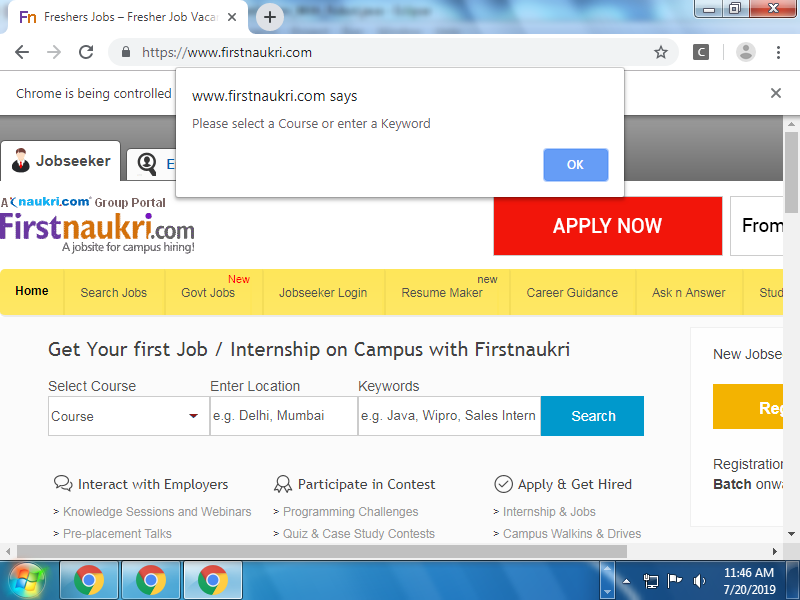 Fn Freshers Jobs – Fresher Job Vacan
https://www.firstnaukri.com
C
Chrome is being controlled
www.firstnaukri.com says
Please select a Course or enter a Keyword
OK
Jobseeker
E
A naukri.com Group Portal
Firstnaukri.com
A jobsite for campus hiring!
APPLY NOW
From
Home
Search Jobs
New
Govt Jobs
Jobseeker Login
new
Resume Maker
Career Guidance
Ask n Answer
Stud
Get Your first Job / Internship on Campus with Firstnaukri
New Jobse
Select Course Enter Location Keywords
Course e.g. Delhi, Mumbai e.g. Java, Wipro, Sales Intern Search
Reg
Registration
Batch onwa
Interact with Employers
> Knowledge Sessions and Webinars
> Pre-placement Talks
Participate in Contest
> Programming Challenges
> Quiz & Case Study Contests
Apply & Get Hired
> Internship & Jobs
> Campus Walkins & Drives
11:46 AM
7/20/2019